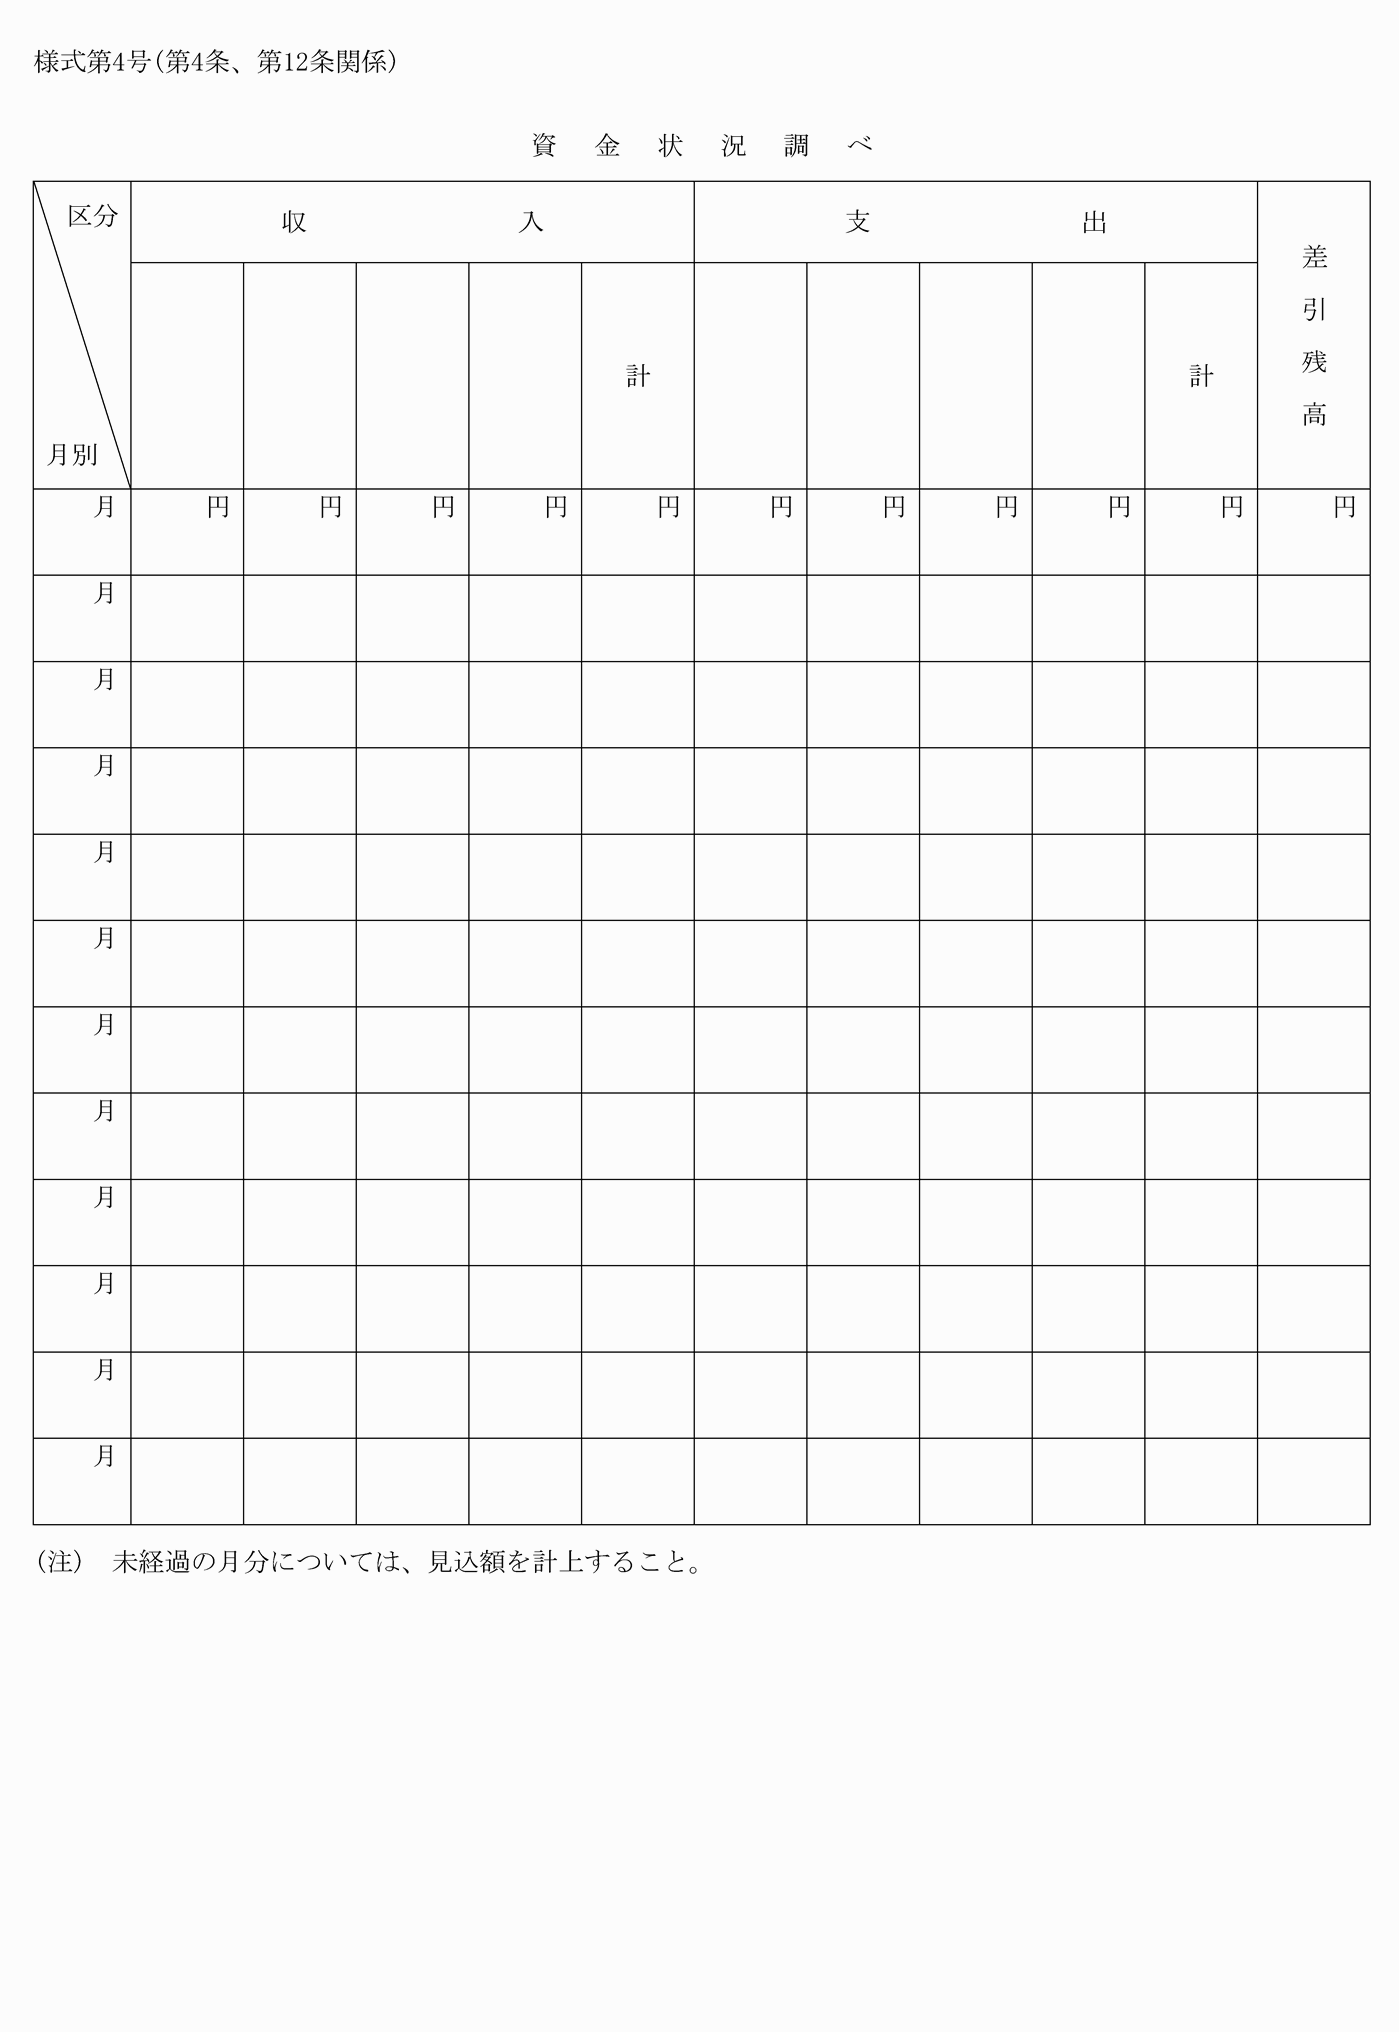 様式第4号(第4条、第12条関係)
資金状況調べ
区分
月別
収入
支出
差引残高
計
計
月 円 円 円 円 円 円 円 円 円 円 円
月
月
月
月
月
月
月
月
月
月
月
(注) 未経過の月分については、見込額を計上すること。